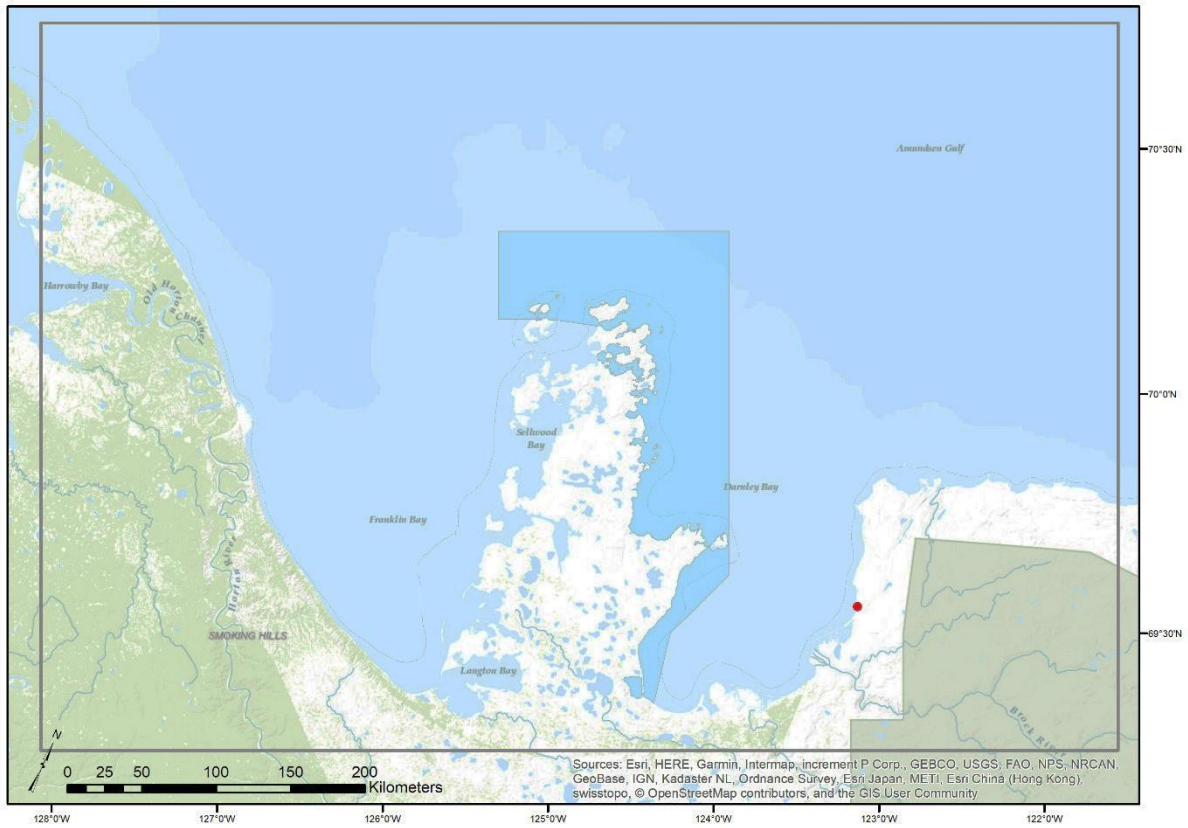 Amundsen Gulf
70°30'N
Harrowby Bay
Old Horton Channel
70°0'N
Sellwood
Bay
Darnley Bay
Franklin Bay
Horton River
SMOKING HILLS
69°30'N
Langton Bay
Brock River
N
0 25 50 100 150 200
Kilometers
Sources: Esri, HERE, Garmin, Intermap, increment P Corp., GEBCO, USGS, FAO, NPS, NRCAN,
GeoBase, IGN, Kadaster NL, Ordnance Survey, Esri Japan, METI, Esri China (Hong Kong),
swisstopo, © OpenStreetMap contributors, and the GIS User Community
128°0'W 127°0'W 126°0'W 125°0'W 124°0'W 123°0'W 122°0'W